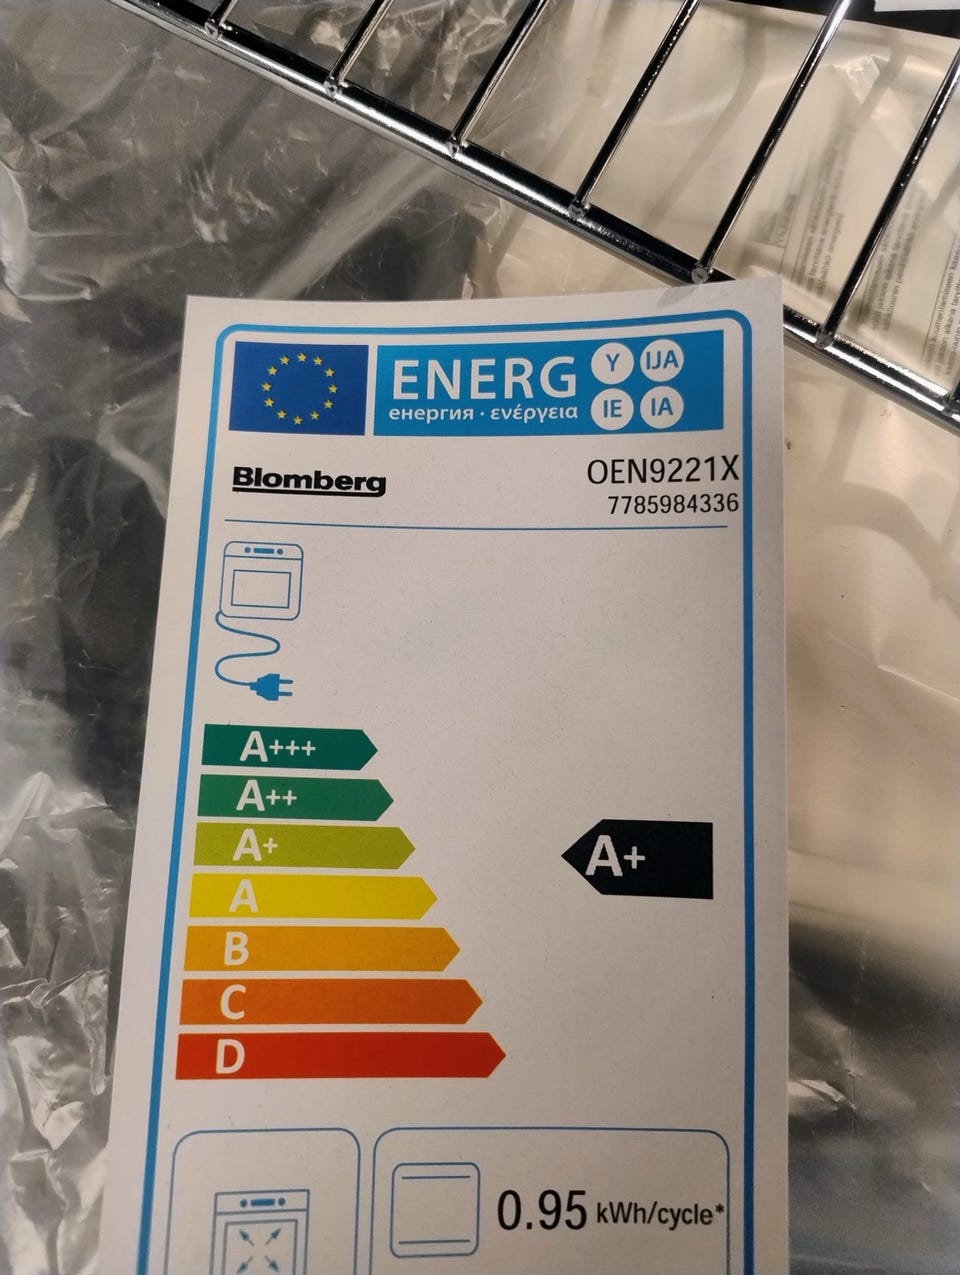 ENERG Y IJA
енергия · ενέργεια IE IA
Blomberg OEN9221X
7785984336
A+++
A++
A+
A+
A
B
C
D
0.95 kWh/cycle*